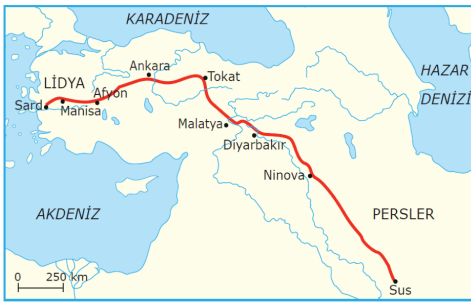 KARADENİZ
HAZAR
DENİZİ
Ankara
Tokat
LİDYA
Afyon
Sard
Manisa
Malatya
Diyarbakır
Ninova
AKDENİZ
PERSLER
0 250 km
Sus